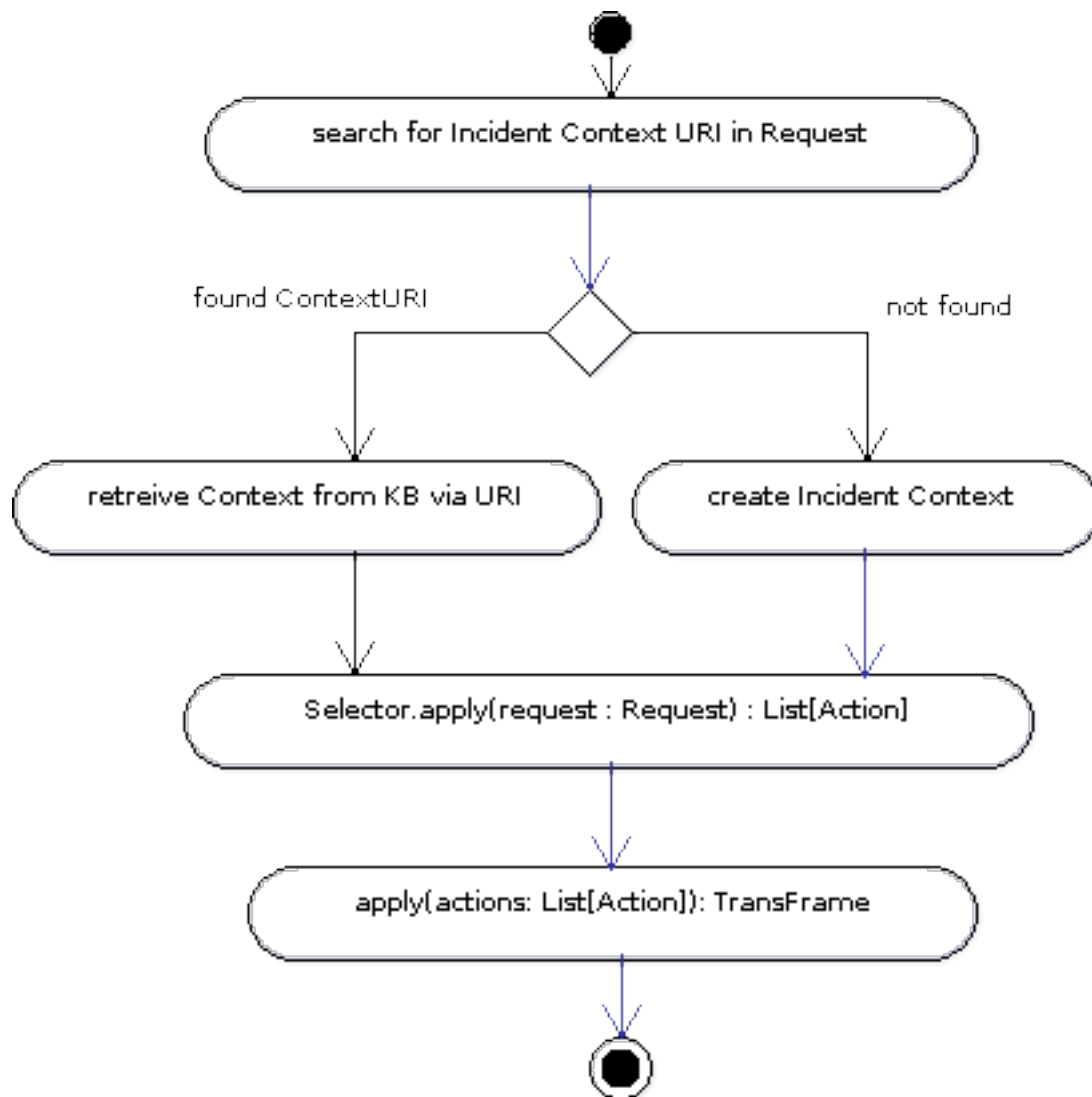 search for Incident Context URI in Request
found ContextURI
not found
retreive Context from KB via URI
create Incident Context
Selector.apply(request : Request) : List[Action]
apply(actions: List[Action]): TransFrame